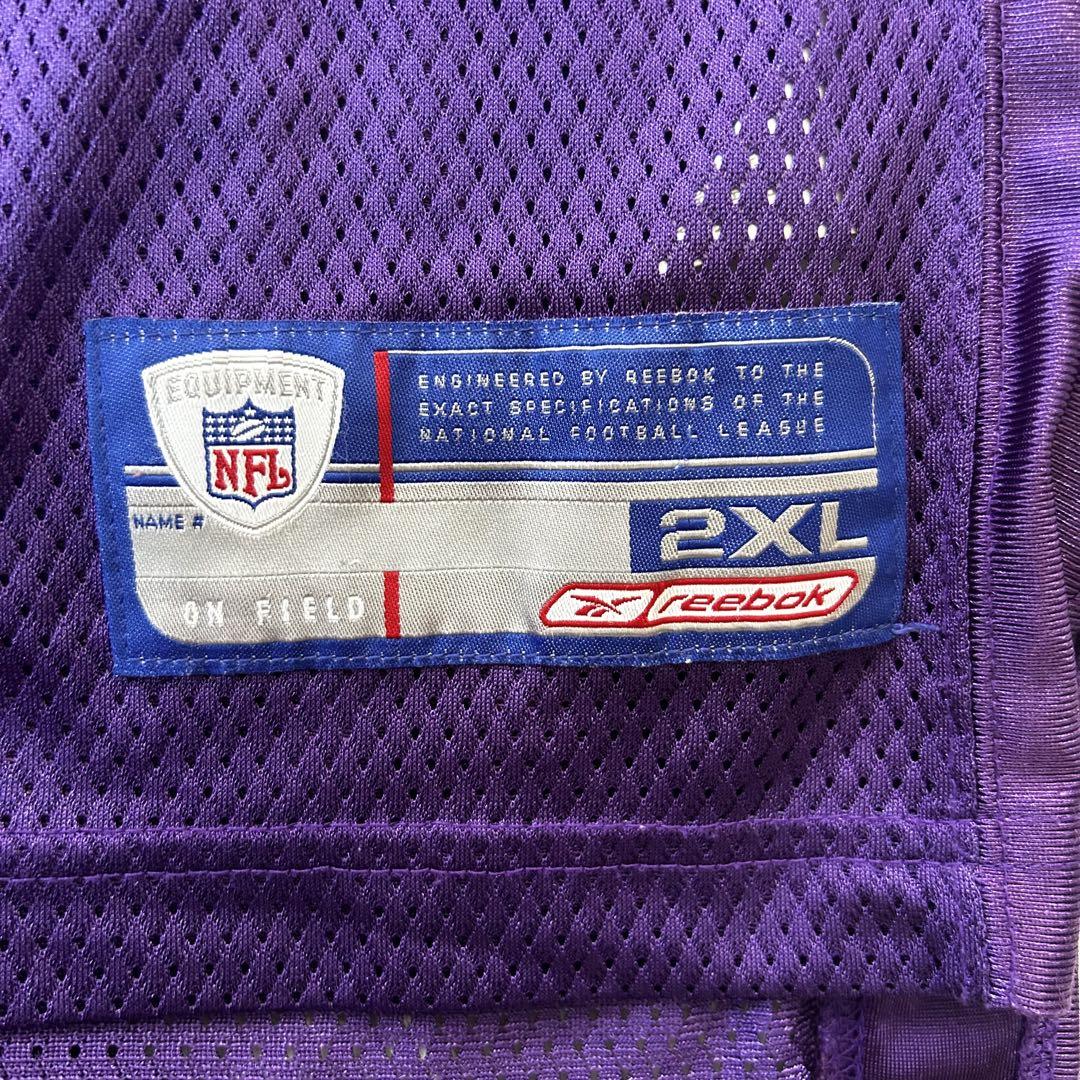 EQUIPMENT
NFL
ENGINEERED BY REEBOK TO THE
EXACT SPECIFICATIONS OF THE
NATIONAL FOOTBALL LEAGUE
NAME #
2XL
ON FIELD
reebok